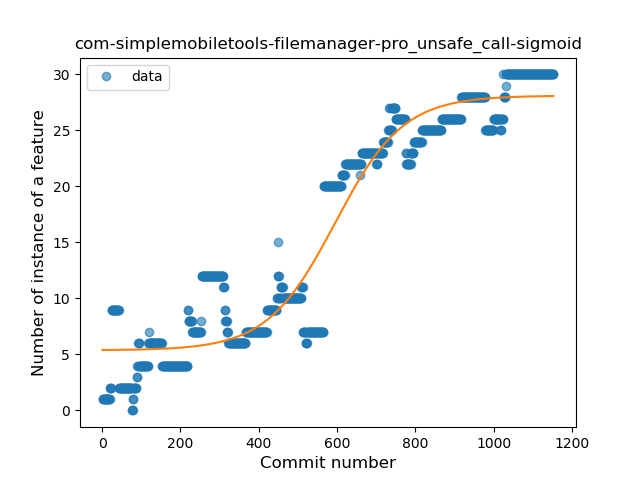 com-simplemobiletools-filemanager-pro_unsafe_call-sigmoid
data
Number of instance of a feature
30
25
20
15
10
5
0
0 200 400 600 800 1000 1200
Commit number